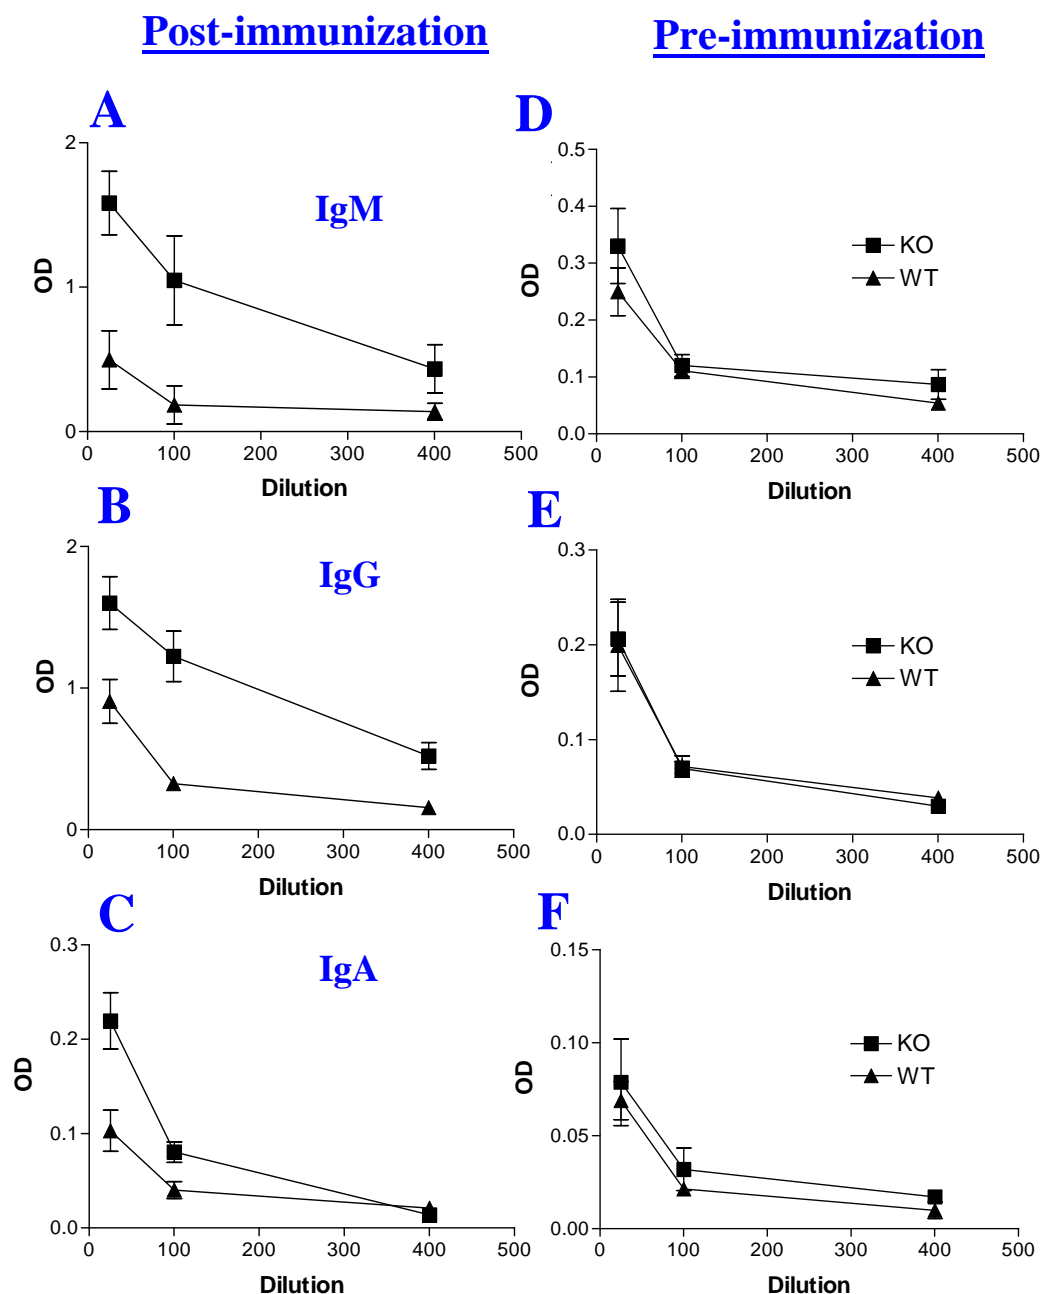 Post-immunization
Pre-immunization
A
2
1
0
OD
IgM
0 100 200 300 400 500
Dilution
D
0.5
0.4
0.3
0.2
0.1
0.0
OD
KO
WT
0 100 200 300 400 500
Dilution
B
2
1
0
OD
IgG
0 100 200 300 400 500
Dilution
E
0.3
0.2
0.1
0.0
OD
KO
WT
0 100 200 300 400 500
Dilution
C
0.3
0.2
0.1
0.0
OD
IgA
0 100 200 300 400 500
Dilution
F
0.15
0.10
0.05
0.00
OD
KO
WT
0 100 200 300 400 500
Dilution